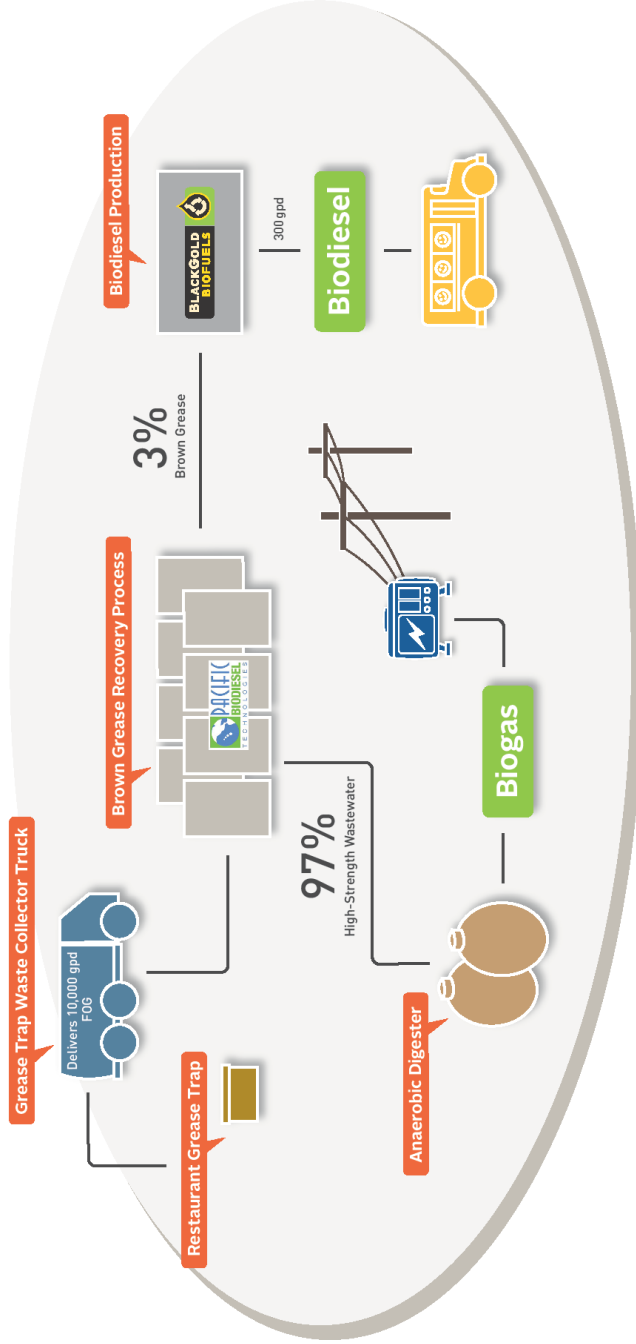 Grease Trap Waste Collector Truck
Delivers 10,000 gpd
FOG
Restaurant Grease Trap
Brown Grease Recovery Process
PACIFIC
BIODIESEL
TECHNOLOGIES
3%
Brown Grease
Biodiesel Production
BLACKGOLD
BIOFUELS
300 gpd
Biodiesel
97%
High-Strength Wastewater
Anaerobic Digester
Biogas